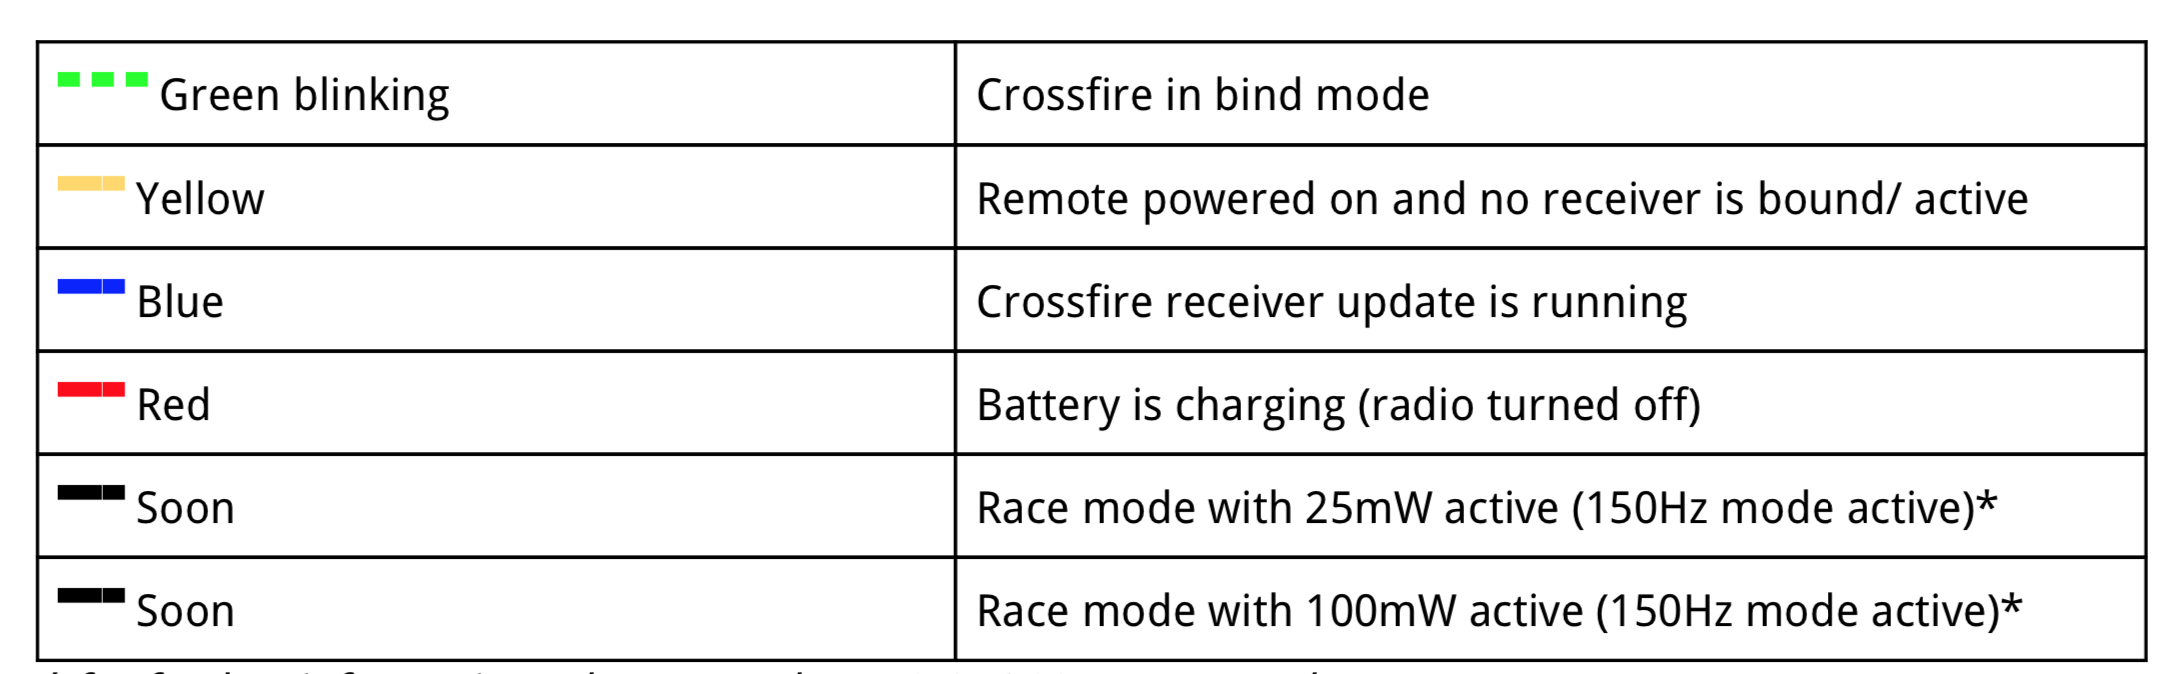 Green blinking
Crossfire in bind mode
Yellow
Remote powered on and no receiver is bound/ active
Blue
Crossfire receiver update is running
Red
Battery is charging (radio turned off)
Soon
Race mode with 25mW active (150Hz mode active)*
Soon
Race mode with 100mW active (150Hz mode active)*